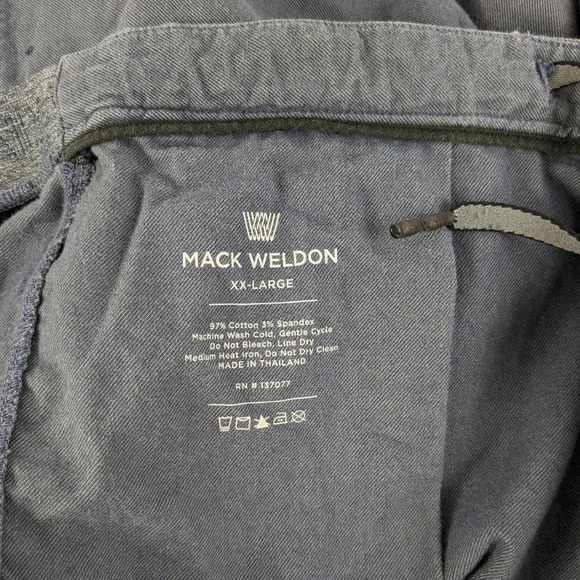 MACK WELDON
XX-LARGE
97% Cotton 3% Spandex
Machine Wash Cold, Gentle Cycle
Do Not Bleach, Line Dry
Medium Heat Iron, Do Not Dry Clean
MADE IN THAILAND
RN # 137077